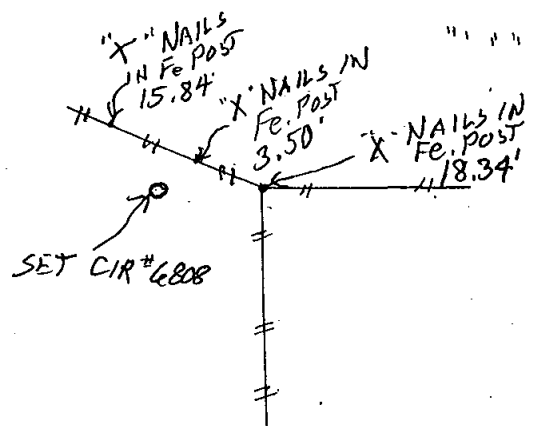 "X" NAILS
IN Fe POST
15.84'
"X" NAILS IN
Fe. POST
3.50'
"X" NAILS IN
Fe. POST
18.34'
SET CIR #6808